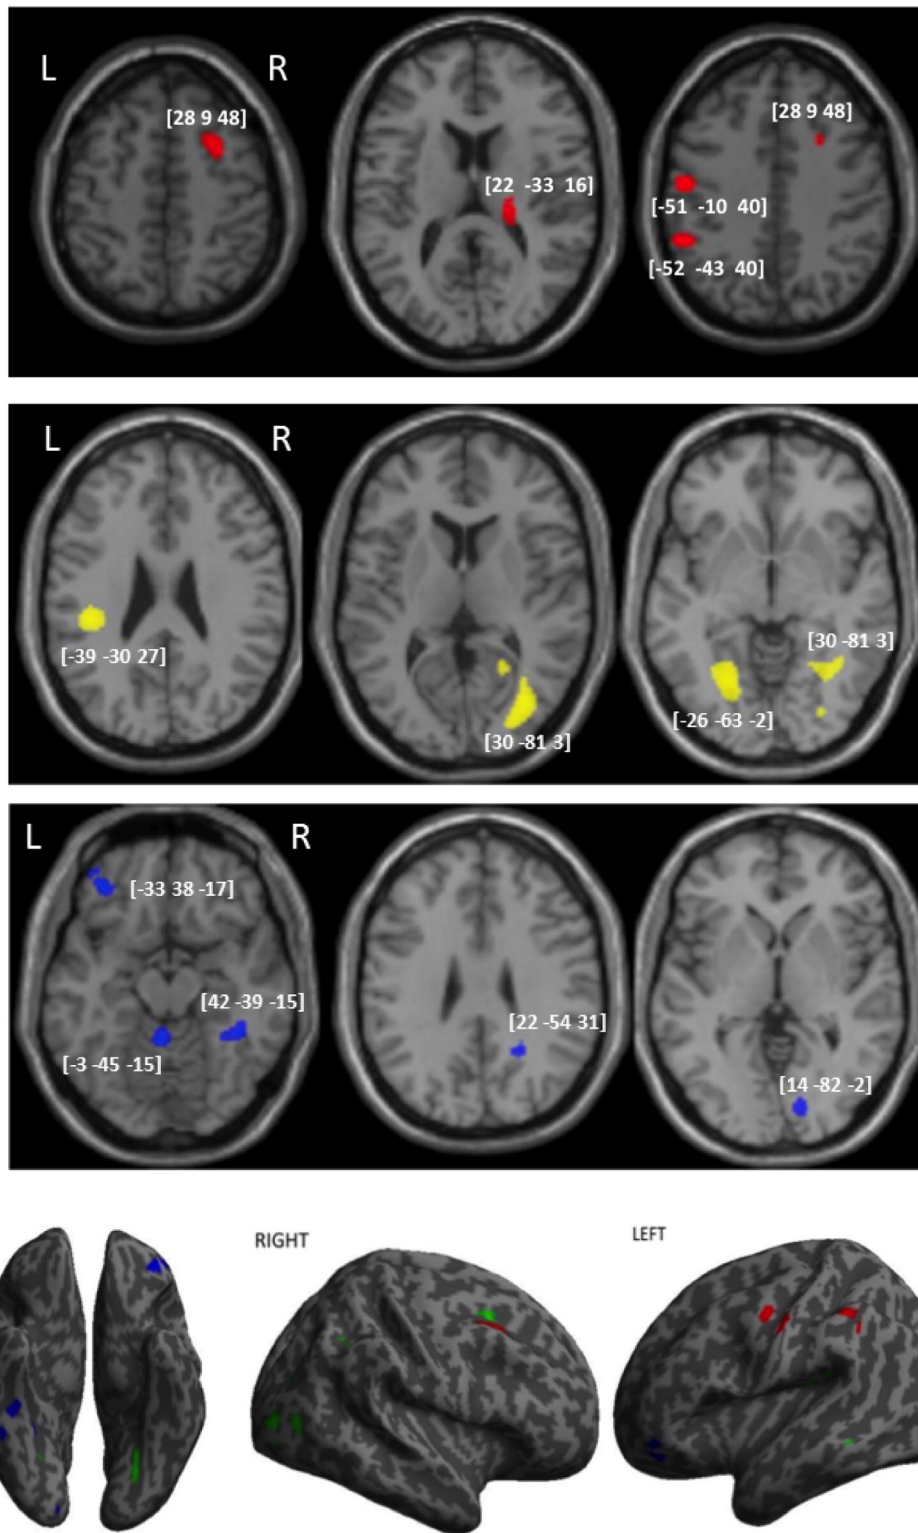 L
R
[28 9 48]
[22 -33 16]
[28 9 48]
[-51 -10 40]
[-52 -43 40]
L
R
[-39 -30 27]
[30 -81 3]
[30 -81 3]
[-26 -63 -2]
L
R
[-33 38 -17]
[42 -39 -15]
[-3 -45 -15]
[22 -54 31]
[14 -82 -2]
RIGHT
LEFT